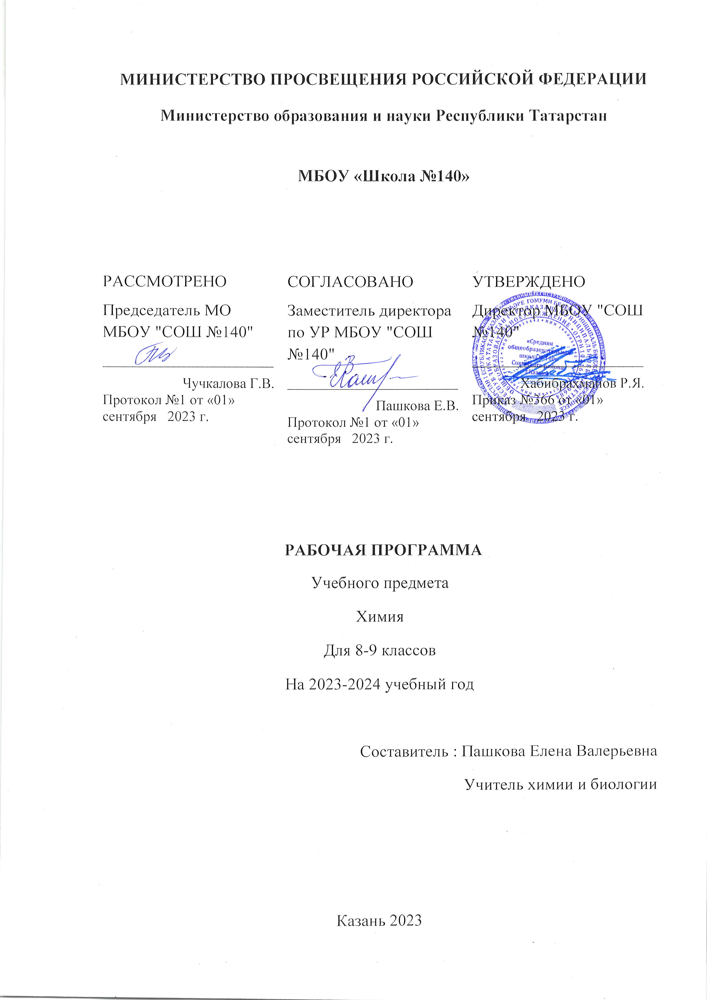 МИНИСТЕРСТВО ПРОСВЕЩЕНИЯ РОССИЙСКОЙ ФЕДЕРАЦИИ
Министерство образования и науки Республики Татарстан
МБОУ «Школа №140»
РАССМОТРЕНО
Председатель МО
МБОУ "СОШ №140"
Чучкалова Г.В.
Протокол №1 от «01»
сентября 2023 г.
СОГЛАСОВАНО
Заместитель директора
по УР МБОУ "СОШ
№140"
Пашкова Е.В.
Протокол №1 от «01»
сентября 2023 г.
УТВЕРЖДЕНО
Директор МБОУ "СОШ
№140"
Хабибрахманов Р.Я.
Приказ №366 от «01»
сентября 2023 г.
«Средняя
общеобразовательная
школа №140»
Советского района
г.Казани
РАБОЧАЯ ПРОГРАММА
Учебного предмета
Химия
Для 8-9 классов
На 2023-2024 учебный год
Составитель : Пашкова Елена Валерьевна
Учитель химии и биологии
Казань 2023